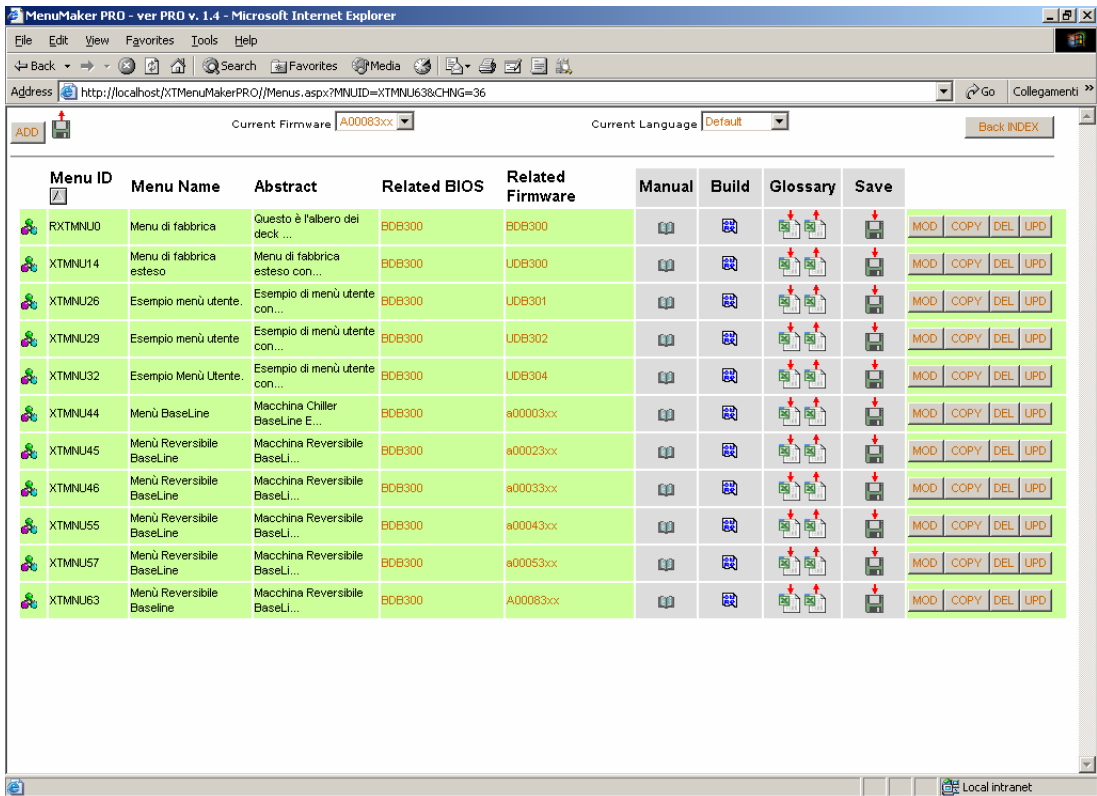 MenuMaker PRO - ver PRO v. 1.4 - Microsoft Internet Explorer
File Edit View Favorites Tools Help
Back Search Favorites Media
Address http://localhost/XTMenuMakerPRO//Menus.aspx?MNUID=XTMNU63&CHNG=36 Go Collegamenti »
ADD Current Firmware A00083xx Current Language Default Back INDEX
Menu ID Menu Name Abstract Related BIOS Related Firmware Manual Build Glossary Save
RXTMNU0 Menu di fabbrica Questo è l'albero dei deck ... BDB300 BDB300 MOD COPY DEL UPD
XTMNU14 Menu di fabbrica esteso Menu di fabbrica esteso con... BDB300 UDB300 MOD COPY DEL UPD
XTMNU26 Esempio menù utente. Esempio di menù utente con... BDB300 UDB301 MOD COPY DEL UPD
XTMNU29 Esempio menù utente Esempio di menù utente con... BDB300 UDB302 MOD COPY DEL UPD
XTMNU32 Esempio Menù Utente. Esempio di menù utente con... BDB300 UDB304 MOD COPY DEL UPD
XTMNU44 Menù BaseLine Macchina Chiller BaseLine E... BDB300 a00003xx MOD COPY DEL UPD
XTMNU45 Menù Reversibile BaseLine Macchina Reversibile BaseLi... BDB300 a00023xx MOD COPY DEL UPD
XTMNU46 Menù Reversibile BaseLine Macchina Reversibile BaseLi... BDB300 a00033xx MOD COPY DEL UPD
XTMNU55 Menù Reversibile BaseLine Macchina Reversibile BaseLi... BDB300 a00043xx MOD COPY DEL UPD
XTMNU57 Menù Reversibile BaseLine Macchina Reversibile BaseLi... BDB300 a00053xx MOD COPY DEL UPD
XTMNU63 Menù Reversibile Baseline Macchina Reversibile BaseLi... BDB300 A00083xx MOD COPY DEL UPD
Local intranet